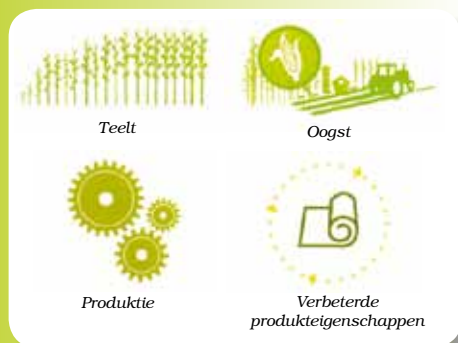 Teelt
Oogst
Produktie
Verbeterde
produkteigenschappen